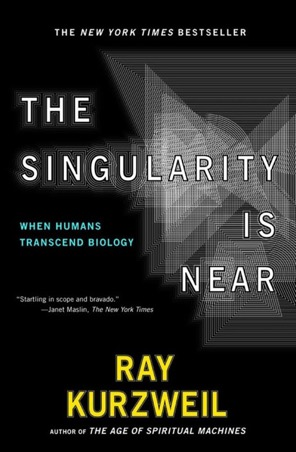 THE NEW YORK TIMES BESTSELLER
THE
SINGULARITY
IS
NEAR
WHEN HUMANS
TRANSCEND BIOLOGY
"Startling in scope and bravado."
—Janet Maslin, The New York Times
RAY
KURZWEIL
AUTHOR OF THE AGE OF SPIRITUAL MACHINES